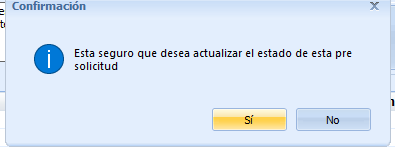 Confirmación
Esta seguro que desea actualizar el estado de esta pre
solicitud
Sí
No